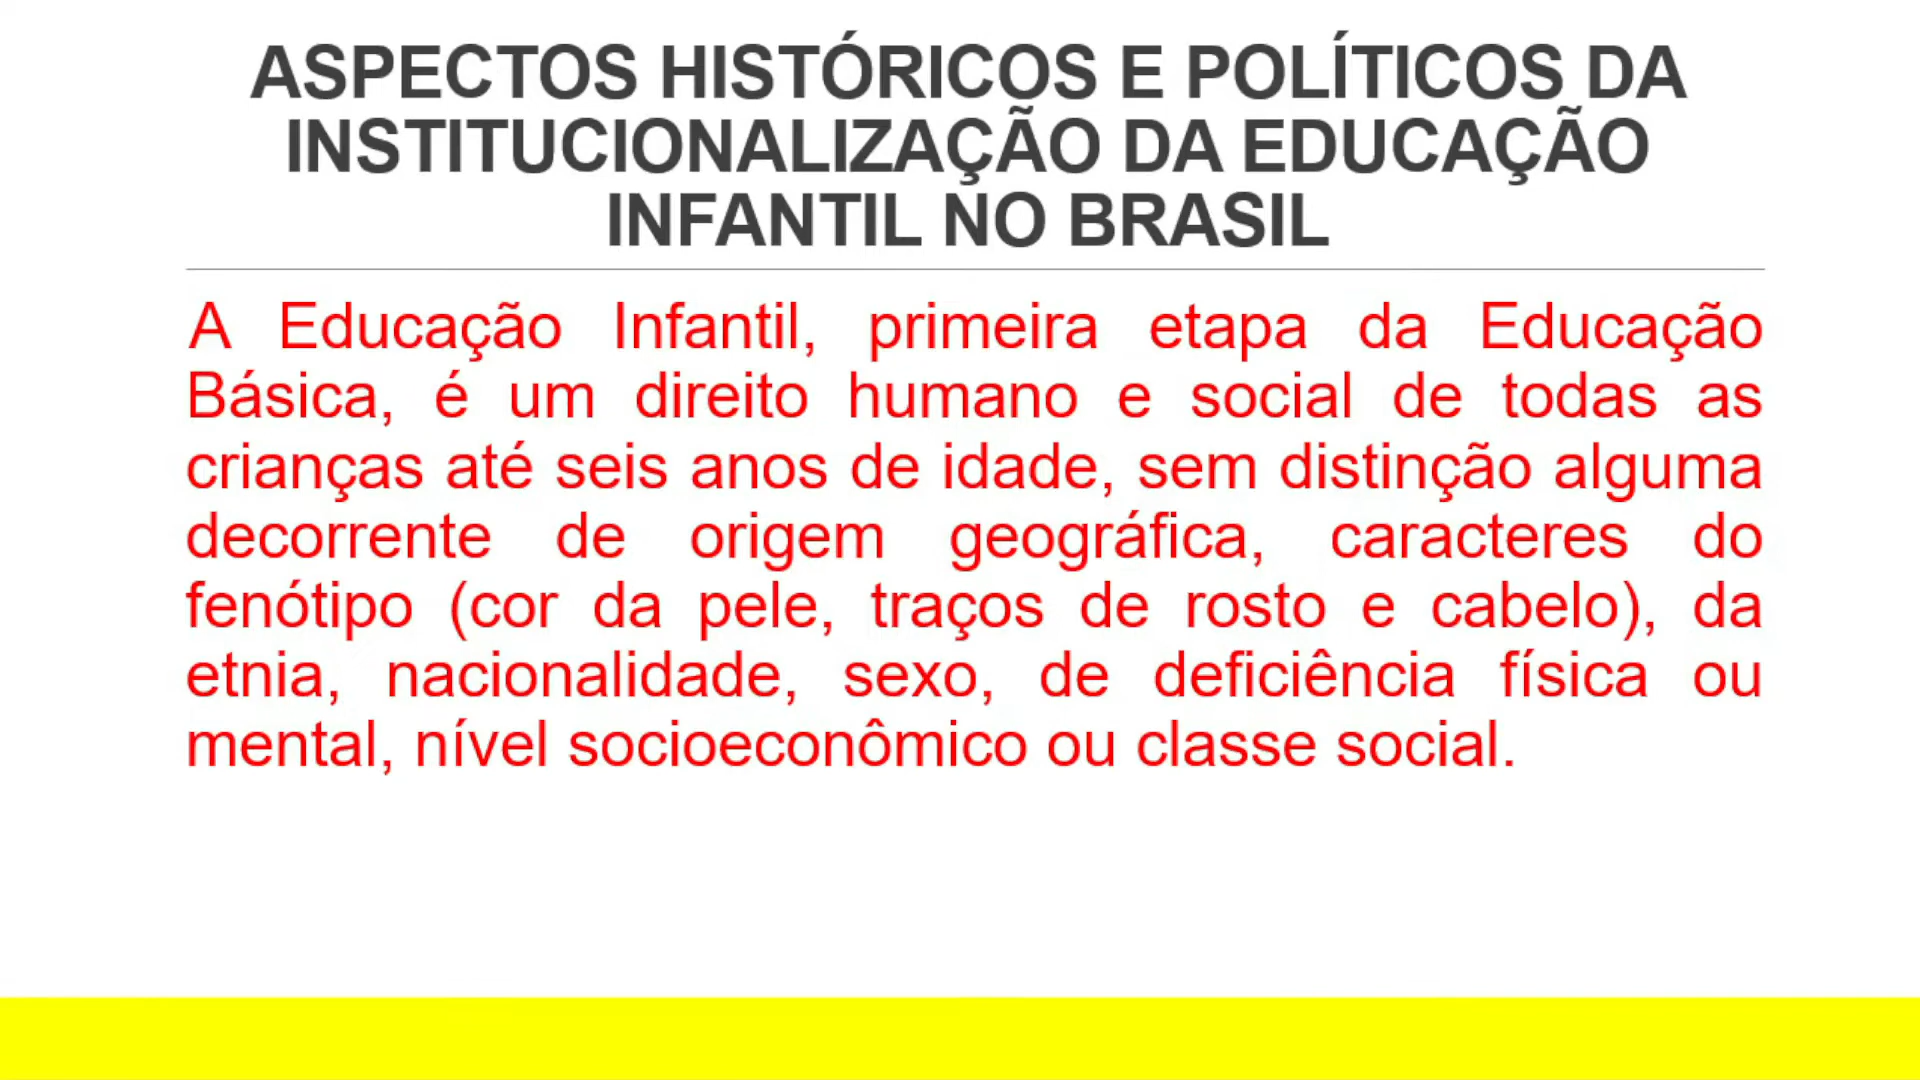 ASPECTOS HISTÓRICOS E POLÍTICOS DA
INSTITUCIONALIZAÇÃO DA EDUCAÇÃO
INFANTIL NO BRASIL
A Educação Infantil, primeira etapa da Educação
Básica, é um direito humano e social de todas as
crianças até seis anos de idade, sem distinção alguma
decorrente de origem geográfica, caracteres do
fenótipo (cor da pele, traços de rosto e cabelo), da
etnia, nacionalidade, sexo, de deficiência física ou
mental, nível socioeconômico ou classe social.